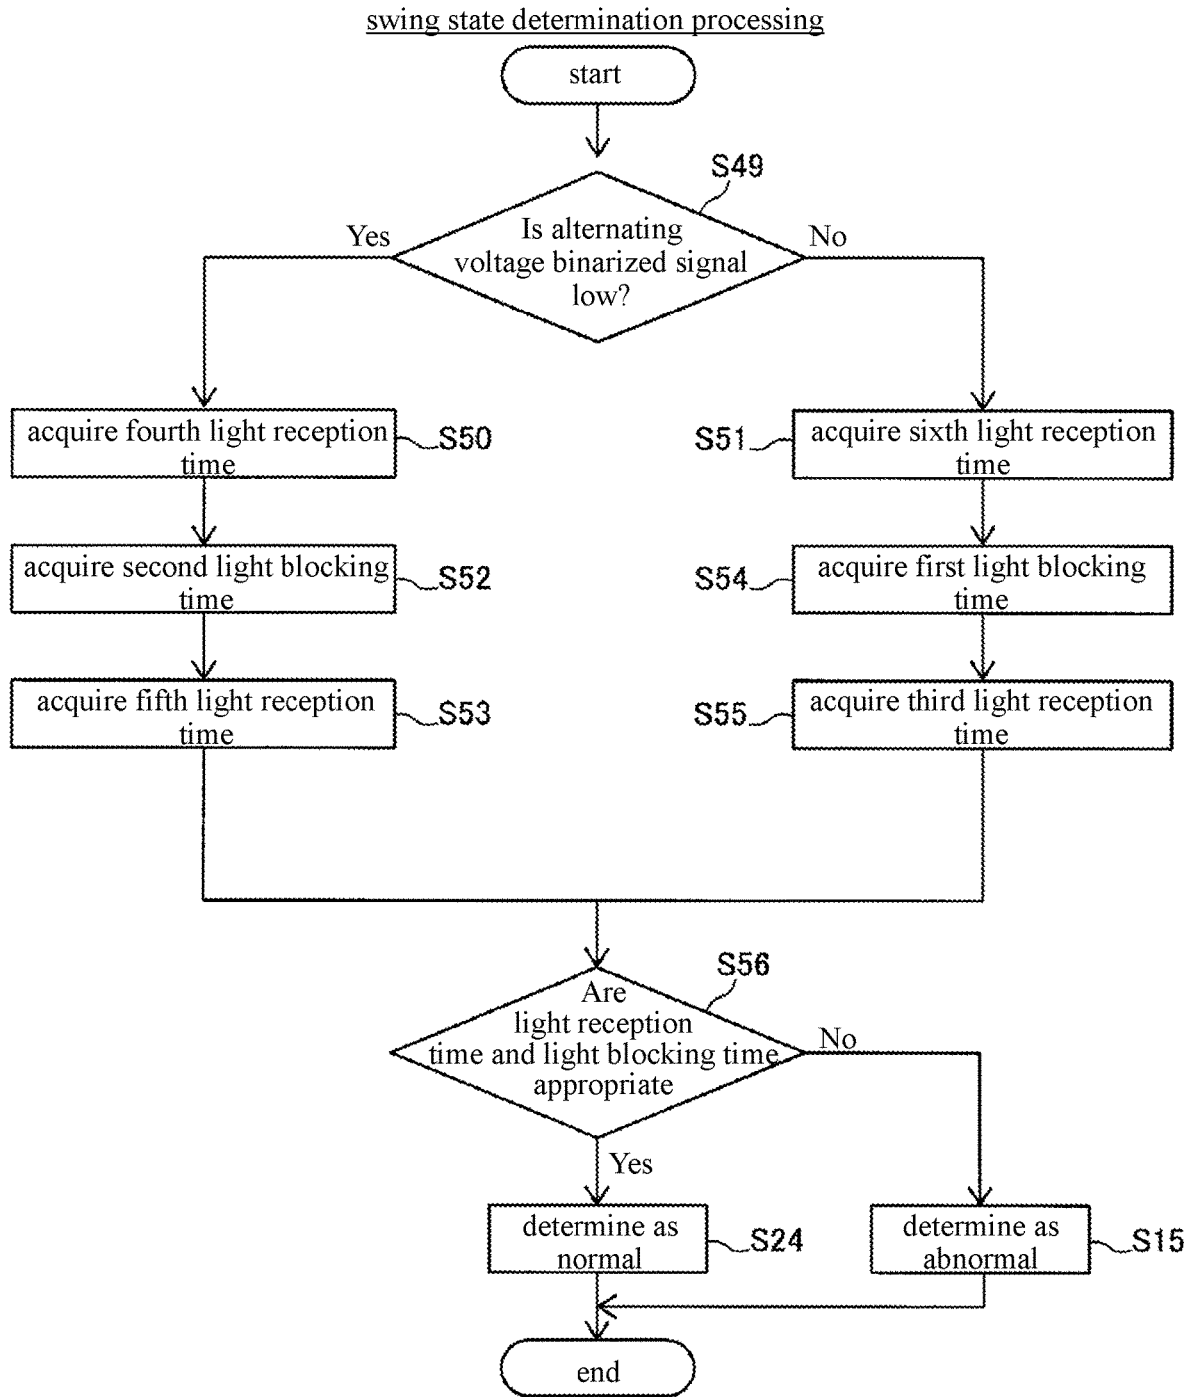 swing state determination processing
start
S49
Yes
No
Is alternating
voltage binarized signal
low?
acquire fourth light reception
time
S50
S51
acquire sixth light reception
time
acquire second light blocking
time
S52
S54
acquire first light blocking
time
acquire fifth light reception
time
S53
S55
acquire third light reception
time
S56
Are
light reception
time and light blocking time
appropriate
No
Yes
determine as
normal
S24
determine as
abnormal
S15
end